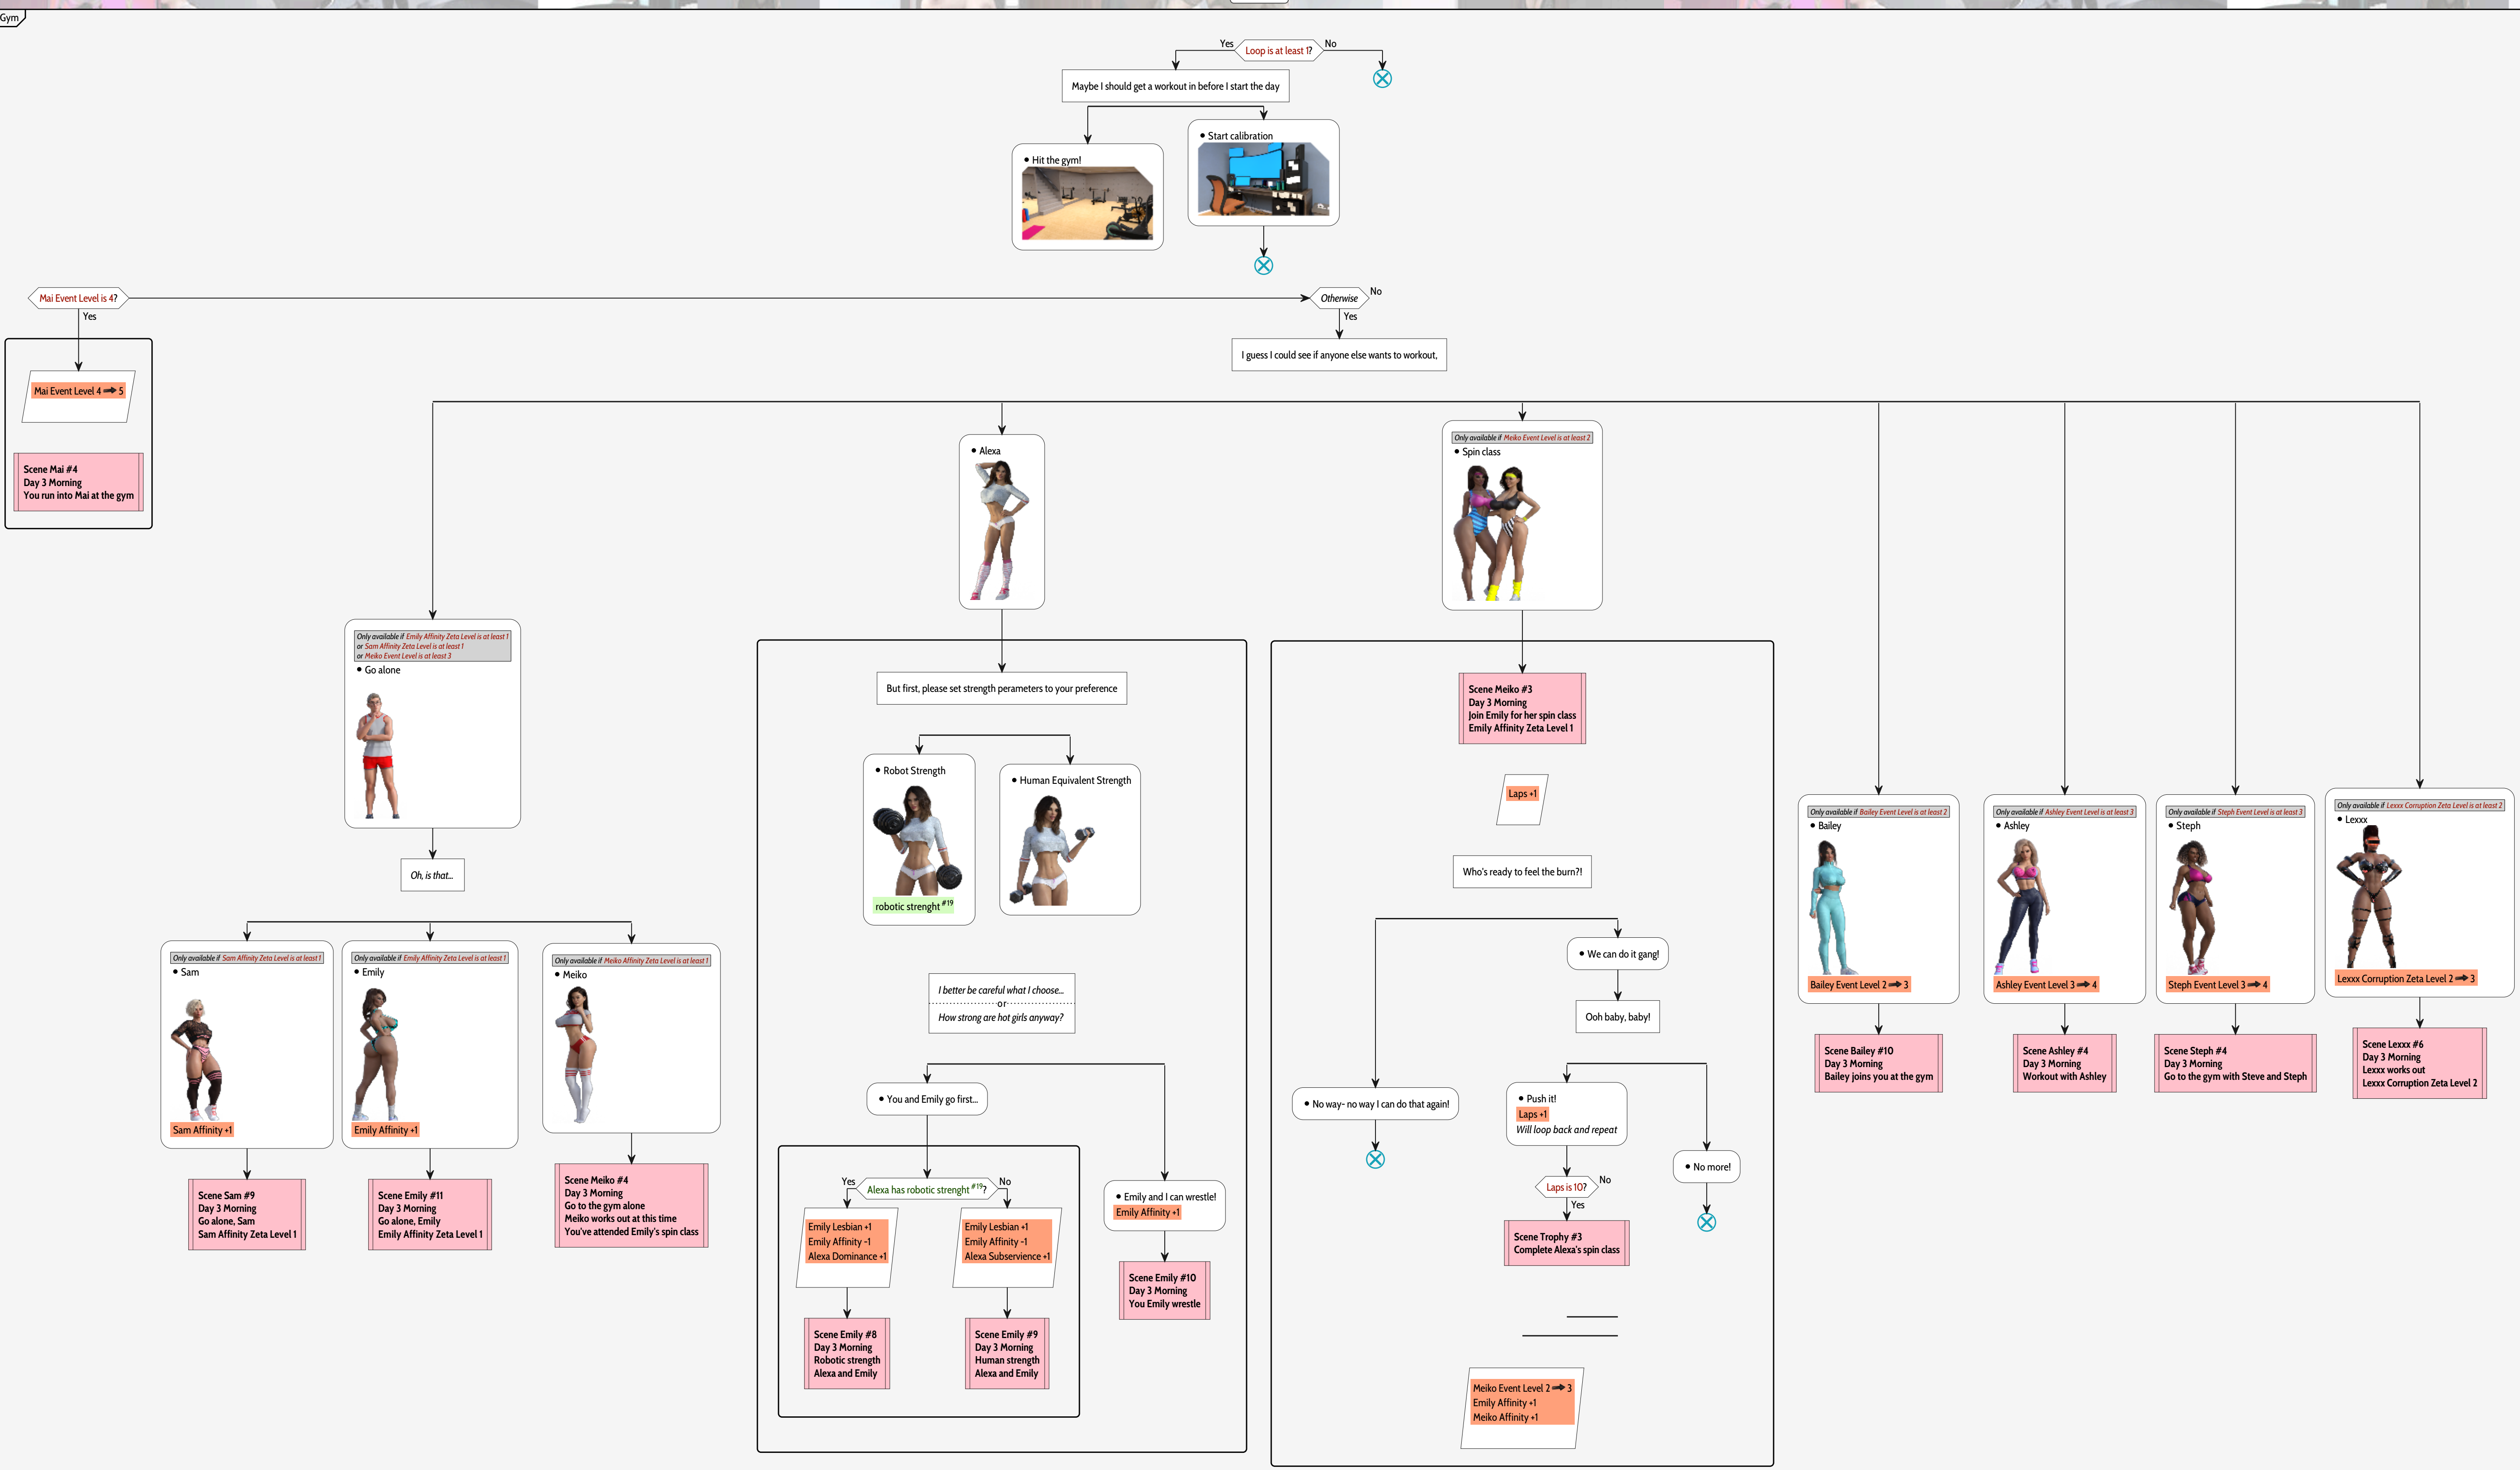 Gym
Loop is at least 1?
Yes
No
Maybe I should get a workout in before I start the day
Hit the gym!
Start calibration
Mai Event Level is 4?
Yes
Otherwise
No
Yes
I guess I could see if anyone else wants to workout,
Mai Event Level 4 ➡ 5
Scene Mai #4
Day 3 Morning
You run into Mai at the gym
Only available if Emily Affinity Zeta Level is at least 1
or Sam Affinity Zeta Level is at least 1
or Meiko Event Level is at least 3
Go alone
Oh, is that...
Only available if Sam Affinity Zeta Level is at least 1
Sam
Sam Affinity +1
Scene Sam #9
Day 3 Morning
Go alone, Sam
Sam Affinity Zeta Level 1
Only available if Emily Affinity Zeta Level is at least 1
Emily
Emily Affinity +1
Scene Emily #11
Day 3 Morning
Go alone, Emily
Emily Affinity Zeta Level 1
Only available if Meiko Affinity Zeta Level is at least 1
Meiko
Scene Meiko #4
Day 3 Morning
Go to the gym alone
Meiko works out at this time
You've attended Emily's spin class
Alexa
But first, please set strength perameters to your preference
Robot Strength
robotic strenght #19
Human Equivalent Strength
I better be careful what I choose...
or
How strong are hot girls anyway?
You and Emily go first...
Alexa has robotic strenght #19?
Yes
No
Emily Lesbian +1
Emily Affinity -1
Alexa Dominance +1
Scene Emily #8
Day 3 Morning
Robotic strength
Alexa and Emily
Emily Lesbian +1
Emily Affinity -1
Alexa Subservience +1
Scene Emily #9
Day 3 Morning
Human strength
Alexa and Emily
Emily and I can wrestle!
Emily Affinity +1
Scene Emily #10
Day 3 Morning
You Emily wrestle
Only available if Meiko Event Level is at least 2
Spin class
Scene Meiko #3
Day 3 Morning
Join Emily for her spin class
Emily Affinity Zeta Level 1
Laps +1
Who's ready to feel the burn?!
No way- no way I can do that again!
We can do it gang!
Ooh baby, baby!
Push it!
Laps +1
Will loop back and repeat
Laps is 10?
No
Yes
Scene Trophy #3
Complete Alexa's spin class
No more!
Meiko Event Level 2 ➡ 3
Emily Affinity +1
Meiko Affinity +1
Only available if Bailey Event Level is at least 2
Bailey
Bailey Event Level 2 ➡ 3
Scene Bailey #10
Day 3 Morning
Bailey joins you at the gym
Only available if Ashley Event Level is at least 3
Ashley
Ashley Event Level 3 ➡ 4
Scene Ashley #4
Day 3 Morning
Workout with Ashley
Only available if Steph Event Level is at least 3
Steph
Steph Event Level 3 ➡ 4
Scene Steph #4
Day 3 Morning
Go to the gym with Steve and Steph
Only available if Lexxx Corruption Zeta Level is at least 2
Lexxx
Lexxx Corruption Zeta Level 2 ➡ 3
Scene Lexxx #6
Day 3 Morning
Lexxx works out
Lexxx Corruption Zeta Level 2